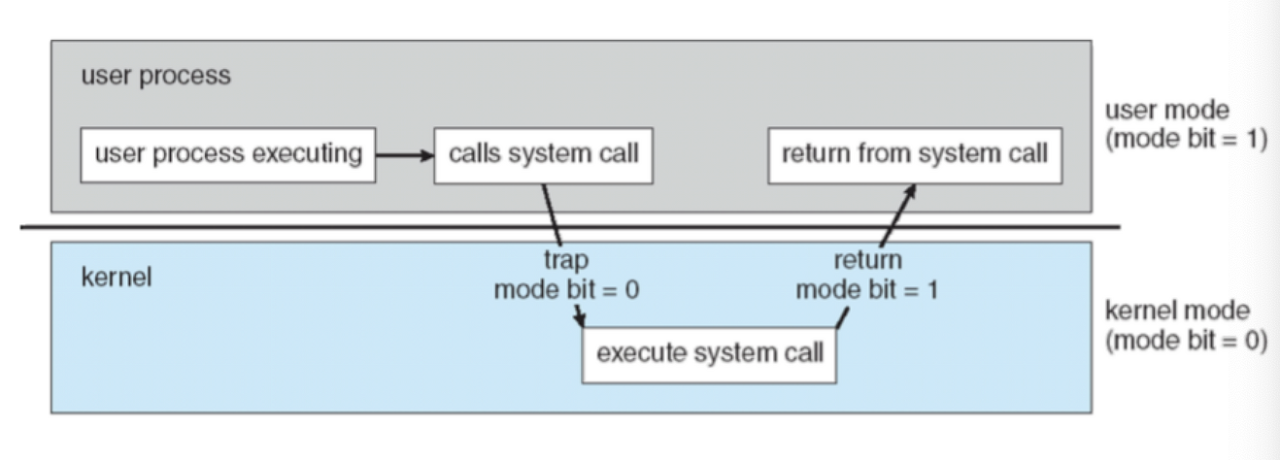 user process
user process executing
calls system call
return from system call
user mode
(mode bit = 1)
kernel
trap
mode bit = 0
return
mode bit = 1
execute system call
kernel mode
(mode bit = 0)